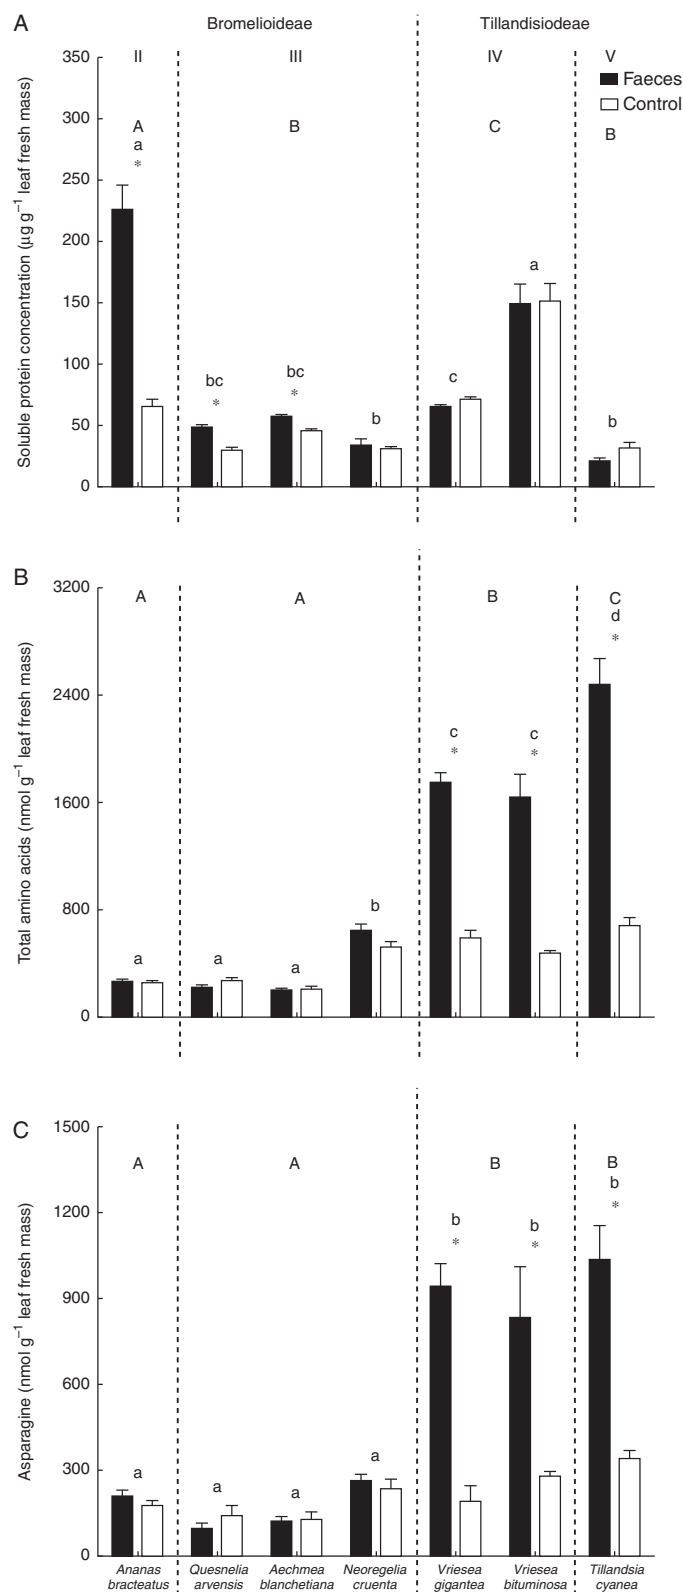 A
Bromelioideae
Tillandisiodeae
II
III
IV
V
Faeces
Control
350
300
250
200
150
100
50
0
Soluble protein concentration (µg g⁻¹ leaf fresh mass)
A
a
*
B
C
B
bc
*
bc
*
b
c
a
b
B
3200
2400
1600
800
0
Total amino acids (nmol g⁻¹ leaf fresh mass)
A
A
B
C
d
*
c
*
c
*
b
a
a
a
C
1500
1200
900
600
300
0
Asparagine (nmol g⁻¹ leaf fresh mass)
A
A
B
B
b
*
b
*
b
*
a
a
a
a
Ananas
bracteatus
Quesnelia
arvensis
Aechmea
blanchetiana
Neoregelia
cruenta
Vriesea
gigantea
Vriesea
bituminosa
Tillandsia
cyanea